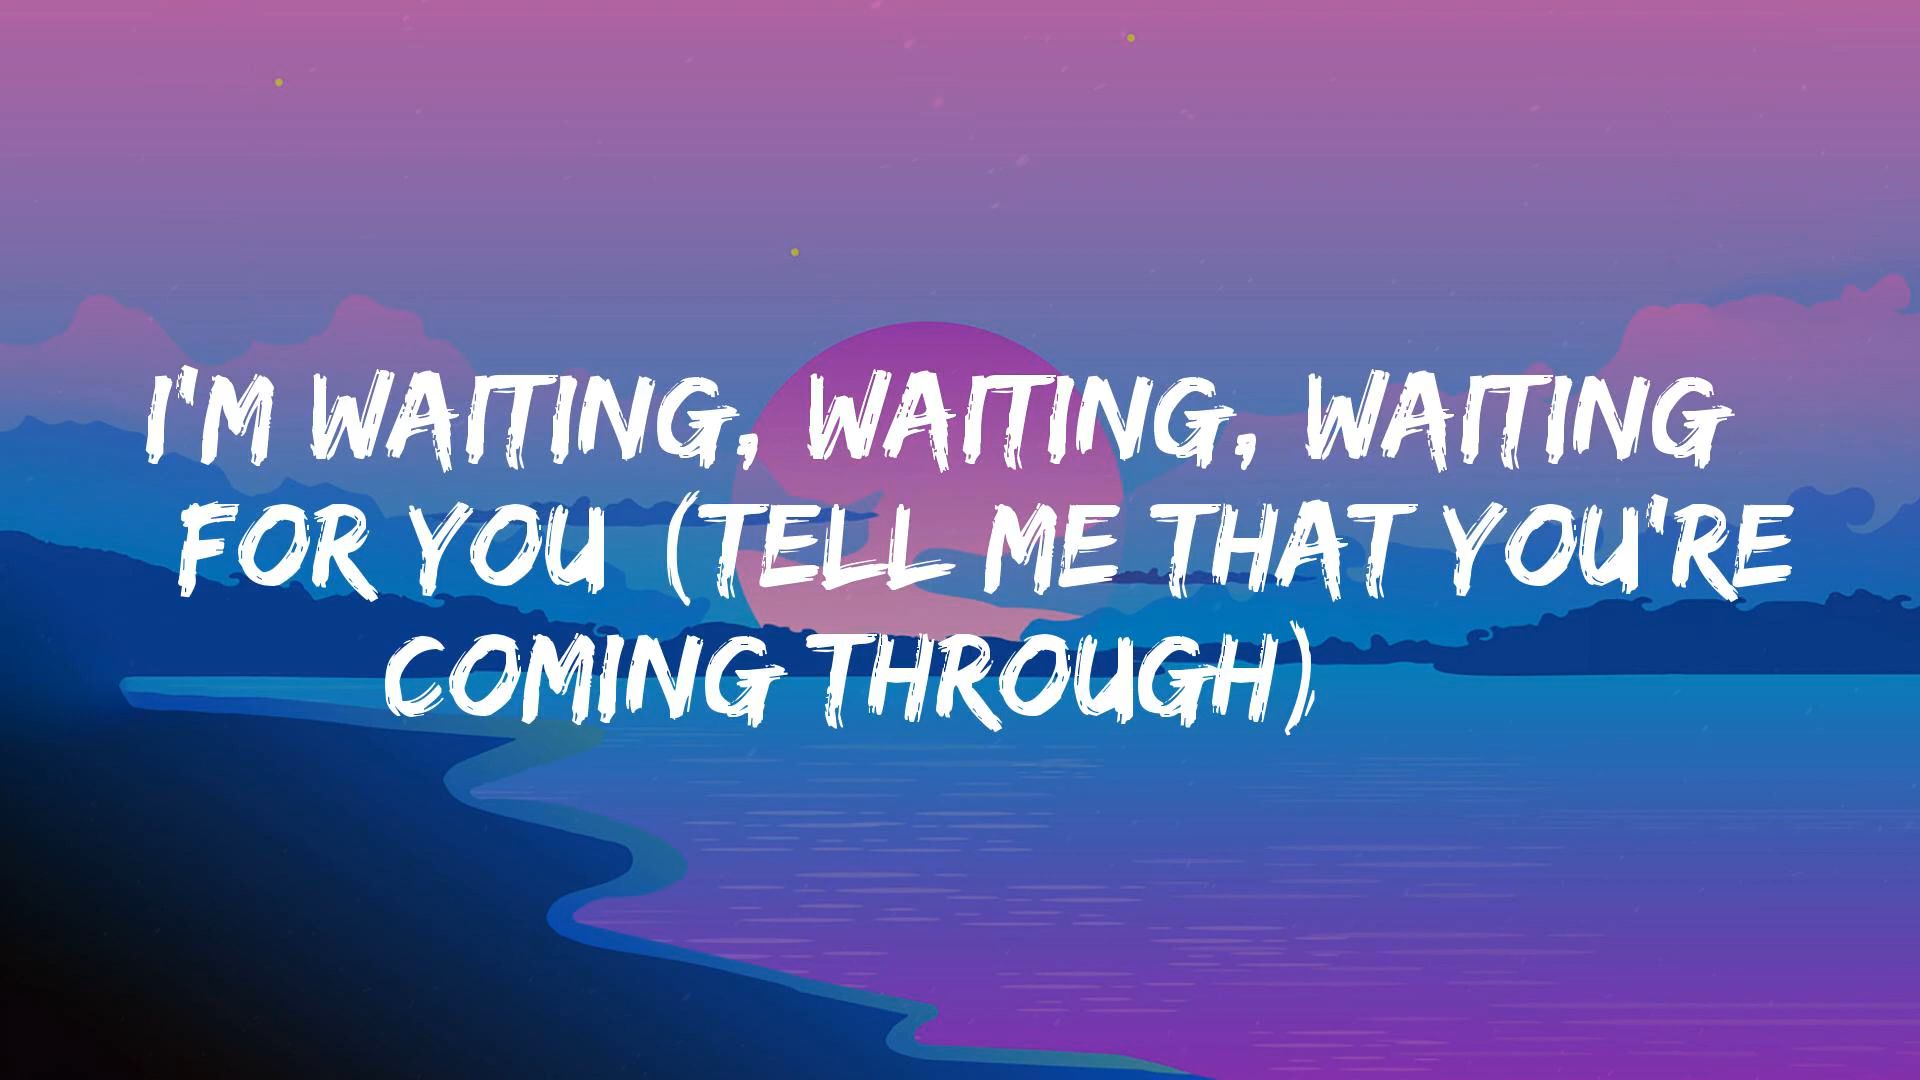 I'M WAITING, WAITING, WAITING
FOR YOU (TELL ME THAT YOU'RE
COMING THROUGH)